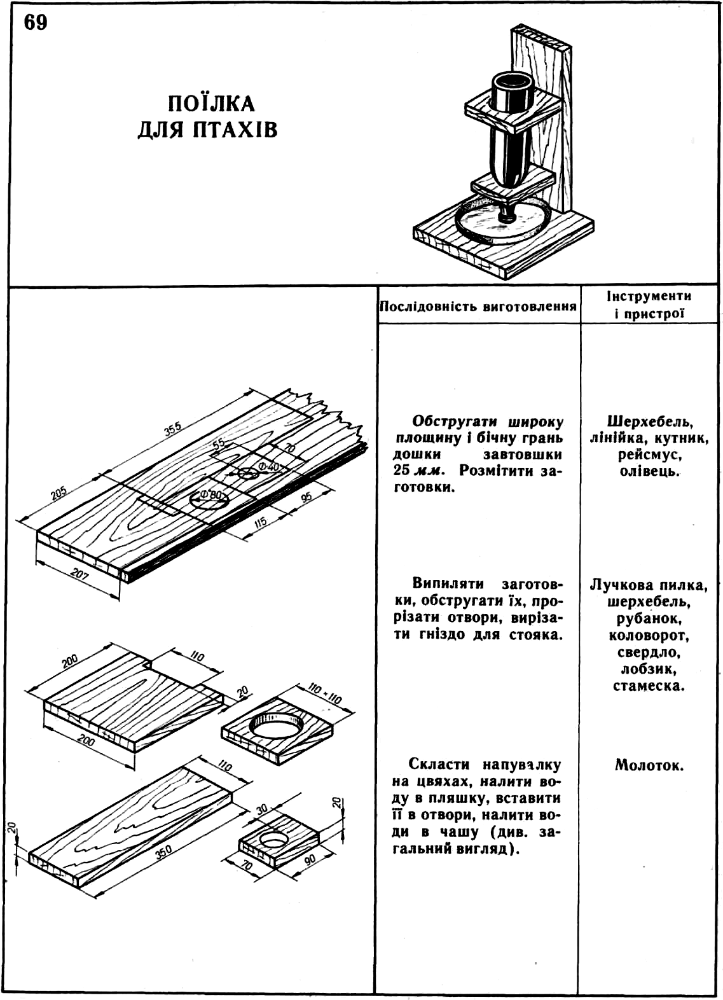 69
ПОЇЛКА
ДЛЯ ПТАХІВ
Послідовність виготовлення
Інструменти
і пристрої
355
55
70
Ф 40
205
Ф 80
95
115
207
Обстругати широку
площину і бічну грань
дошки завтовшки
25 мм. Розмітити за-
готовки.
Шерхебель,
лінійка, кутник,
рейсмус,
олівець.
200
110
20
110 × 110
200
Випиляти заготов-
ки, обстругати їх, про-
різати отвори, виріза-
ти гніздо для стояка.
Лучкова пилка,
шерхебель,
рубанок,
коловорот,
свердло,
лобзик,
стамеска.
110
30
20
20
350
70
90
Скласти напувалку
на цвяхах, налити во-
ду в пляшку, вставити
її в отвори, налити во-
ди в чашу (див. за-
гальний вигляд).
Молоток.